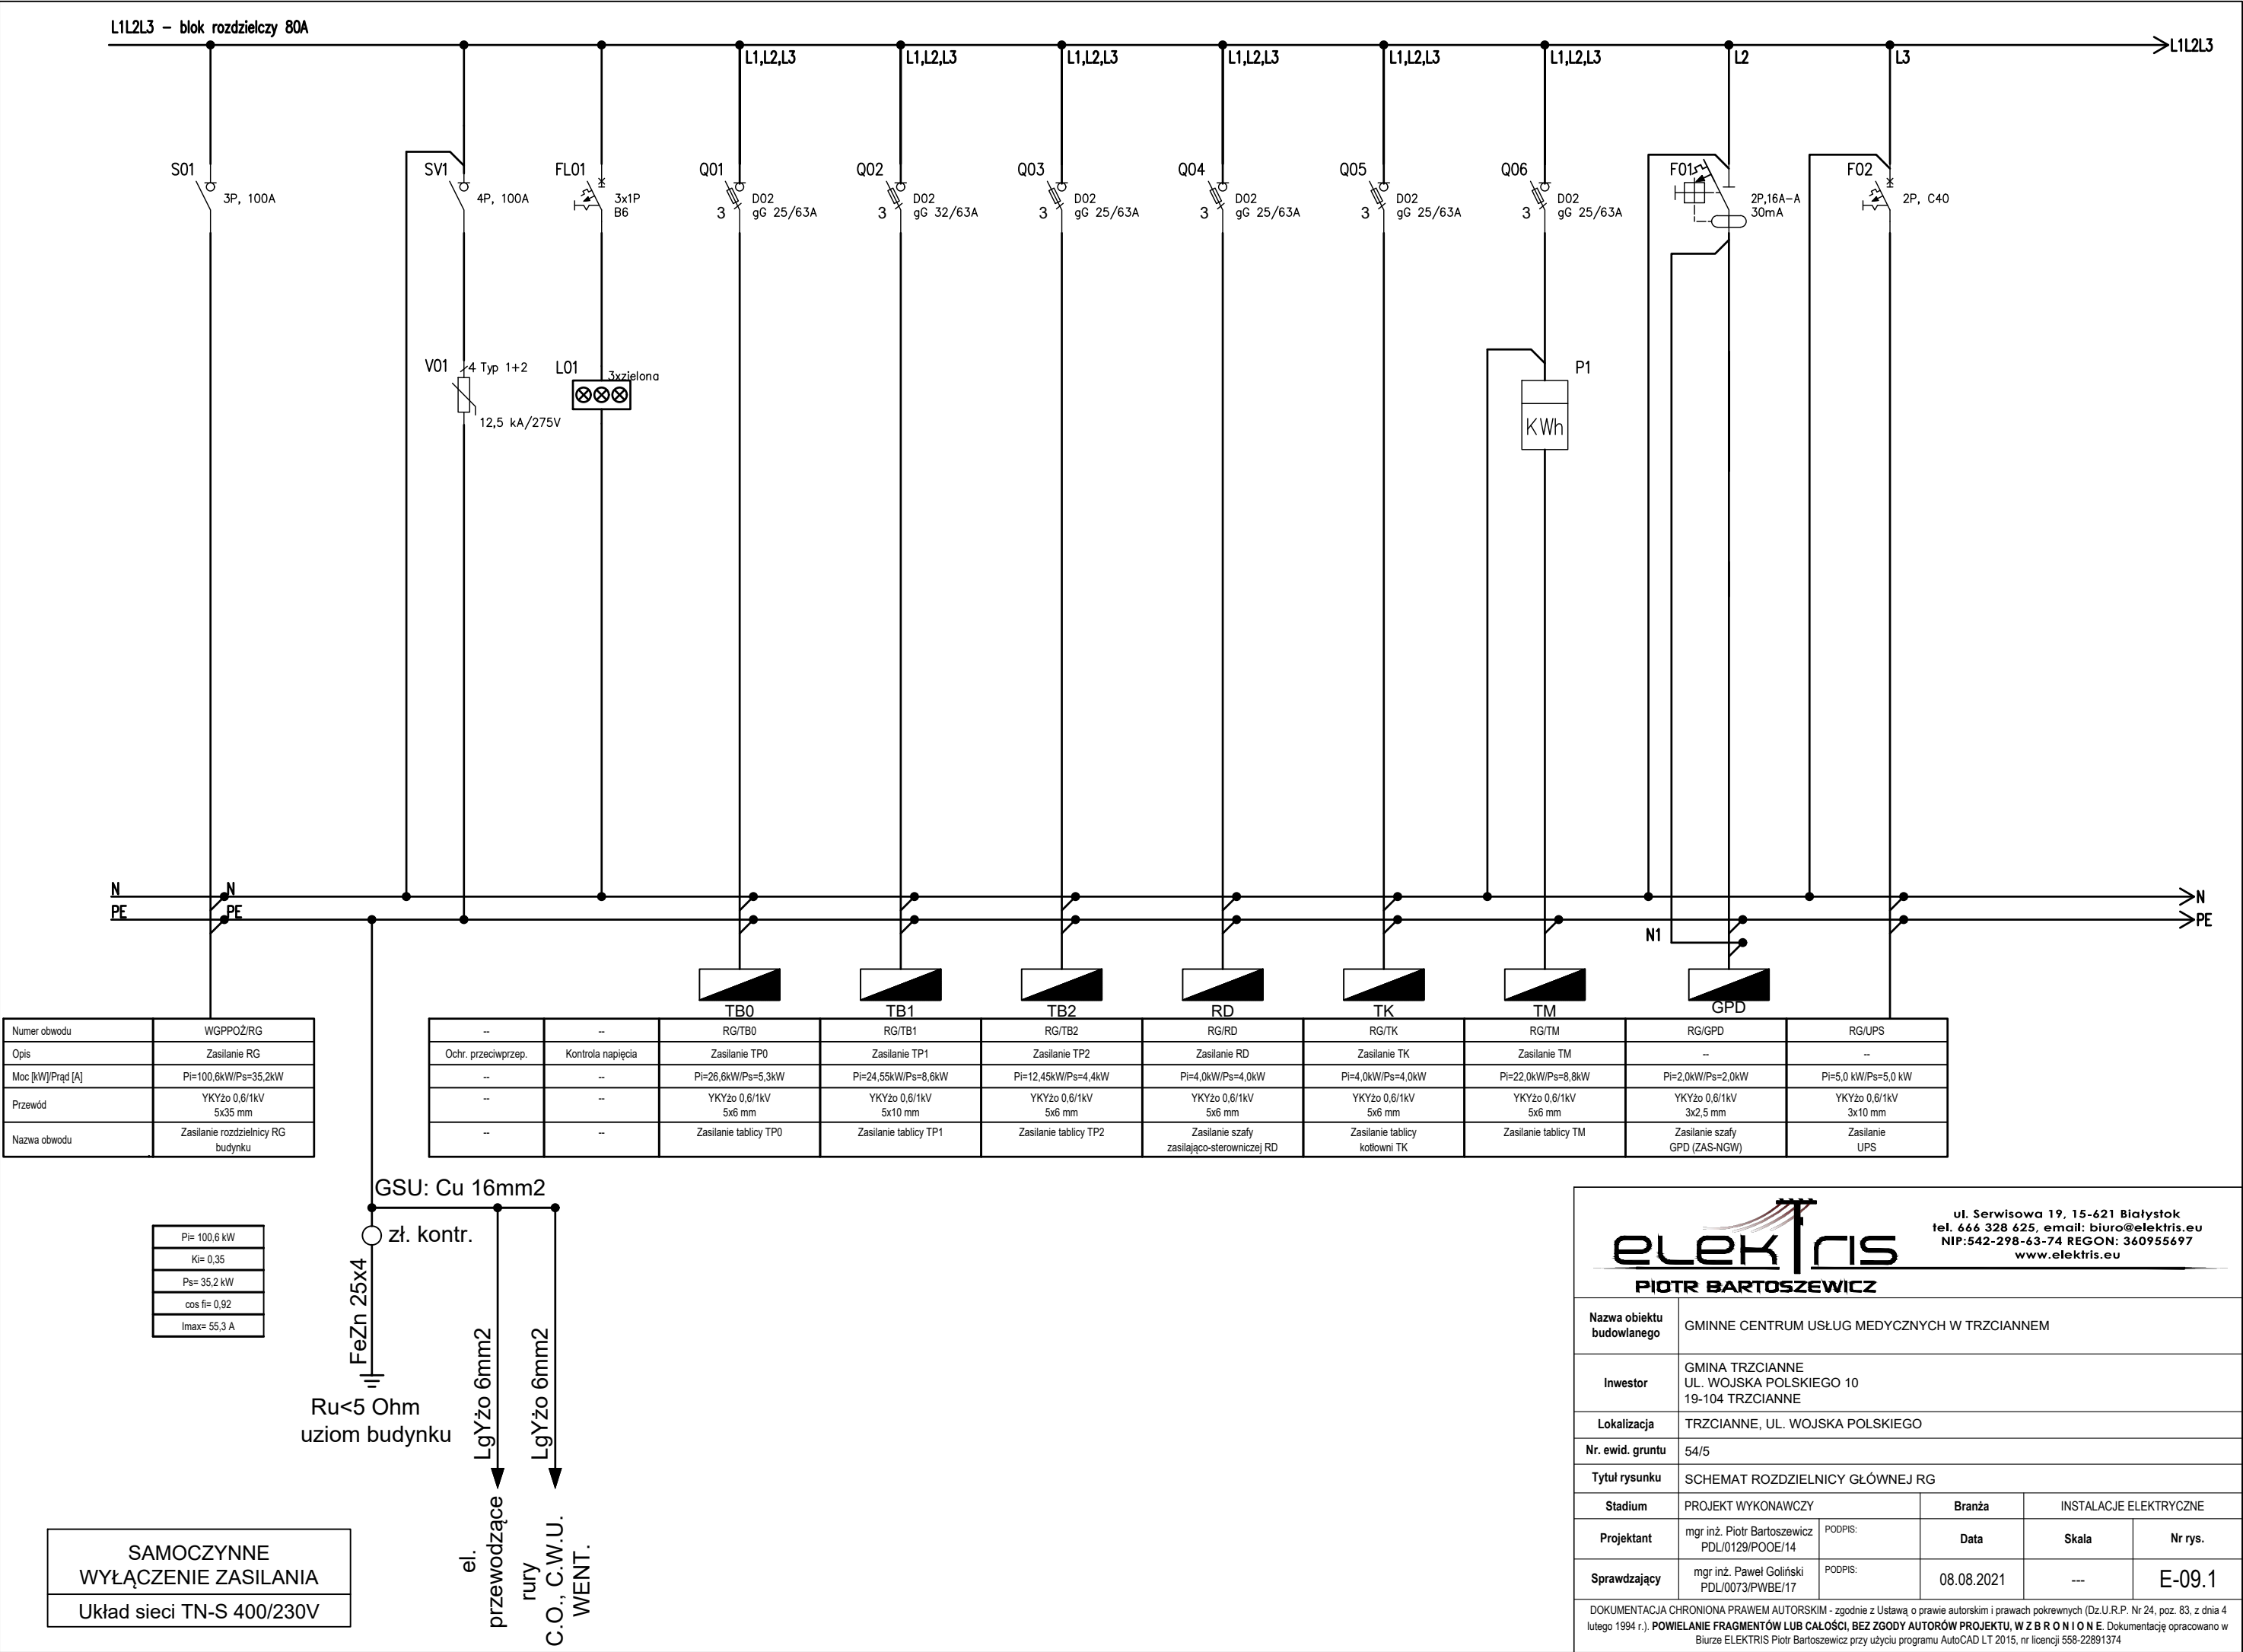 L1L2L3 - blok rozdzielczy 80A
L1L2L3
L1,L2,L3
L1,L2,L3
L1,L2,L3
L1,L2,L3
L1,L2,L3
L1,L2,L3
L2
L3
S01
3P, 100A
SV1
4P, 100A
FL01
3x1P
B6
Q01
3
D02
gG 25/63A
Q02
3
D02
gG 32/63A
Q03
3
D02
gG 25/63A
Q04
3
D02
gG 25/63A
Q05
3
D02
gG 25/63A
Q06
3
D02
gG 25/63A
F01
2P,16A-A
30mA
F02
2P, C40
V01
4 Typ 1+2
12,5 kA/275V
L01
3xzielona
P1
KWh
N
N
N
PE
PE
PE
N1
TB0
TB1
TB2
RD
TK
TM
GPD
Numer obwodu WGPPOŻ/RG -- -- RG/TB0 RG/TB1 RG/TB2 RG/RD RG/TK RG/TM RG/GPD RG/UPS
Opis Zasilanie RG Ochr. przeciwprzep. Kontrola napięcia Zasilanie TP0 Zasilanie TP1 Zasilanie TP2 Zasilanie RD Zasilanie TK Zasilanie TM -- --
Moc [kW]/Prąd [A] Pi=100,6kW/Ps=35,2kW -- -- Pi=26,6kW/Ps=5,3kW Pi=24,55kW/Ps=8,6kW Pi=12,45kW/Ps=4,4kW Pi=4,0kW/Ps=4,0kW Pi=4,0kW/Ps=4,0kW Pi=22,0kW/Ps=8,8kW Pi=2,0kW/Ps=2,0kW Pi=5,0 kW/Ps=5,0 kW
Przewód -- --
YKYżo 0,6/1kV YKYżo 0,6/1kV YKYżo 0,6/1kV YKYżo 0,6/1kV YKYżo 0,6/1kV YKYżo 0,6/1kV YKYżo 0,6/1kV YKYżo 0,6/1kV YKYżo 0,6/1kV
5x35 mm 5x6 mm 5x10 mm 5x6 mm 5x6 mm 5x6 mm 5x6 mm 3x2,5 mm 3x10 mm
Nazwa obwodu -- --
Zasilanie rozdzielnicy RG Zasilanie tablicy TP0 Zasilanie tablicy TP1 Zasilanie tablicy TP2 Zasilanie szafy Zasilanie tablicy Zasilanie tablicy TM Zasilanie szafy Zasilanie
budynku zasilająco-sterowniczej RD kotłowni TK GPD (ZAS-NGW) UPS
GSU: Cu 16mm2
zł. kontr.
FeZn 25x4
Ru<5 Ohm
uziom budynku
LgYżo 6mm2
LgYżo 6mm2
el.
przewodzące
rury
C.O., C.W.U.
WENT.
Pi= 100,6 kW
Ki= 0,35
Ps= 35,2 kW
cos fi= 0,92
Imax= 55,3 A
SAMOCZYNNE
WYŁĄCZENIE ZASILANIA
Układ sieci TN-S 400/230V
elektris
PIOTR BARTOSZEWICZ
ul. Serwisowa 19, 15-621 Białystok
tel. 666 328 625, email: biuro@elektris.eu
NIP:542-298-63-74 REGON: 360955697
www.elektris.eu
Nazwa obiektu
budowlanego
GMINNE CENTRUM USŁUG MEDYCZNYCH W TRZCIANNEM
Inwestor
GMINA TRZCIANNE
UL. WOJSKA POLSKIEGO 10
19-104 TRZCIANNE
Lokalizacja TRZCIANNE, UL. WOJSKA POLSKIEGO
Nr. ewid. gruntu 54/5
Tytuł rysunku SCHEMAT ROZDZIELNICY GŁÓWNEJ RG
Stadium PROJEKT WYKONAWCZY Branża INSTALACJE ELEKTRYCZNE
Projektant
mgr inż. Piotr Bartoszewicz
PDL/0129/POOE/14
PODPIS:
Data Skala Nr rys.
Sprawdzający
mgr inż. Paweł Goliński
PDL/0073/PWBE/17
PODPIS:
08.08.2021 --- E-09.1
DOKUMENTACJA CHRONIONA PRAWEM AUTORSKIM - zgodnie z Ustawą o prawie autorskim i prawach pokrewnych (Dz.U.R.P. Nr 24, poz. 83, z dnia 4
lutego 1994 r.). POWIELANIE FRAGMENTÓW LUB CAŁOŚCI, BEZ ZGODY AUTORÓW PROJEKTU, W Z B R O N I O N E. Dokumentację opracowano w
Biurze ELEKTRIS Piotr Bartoszewicz przy użyciu programu AutoCAD LT 2015, nr licencji 558-22891374